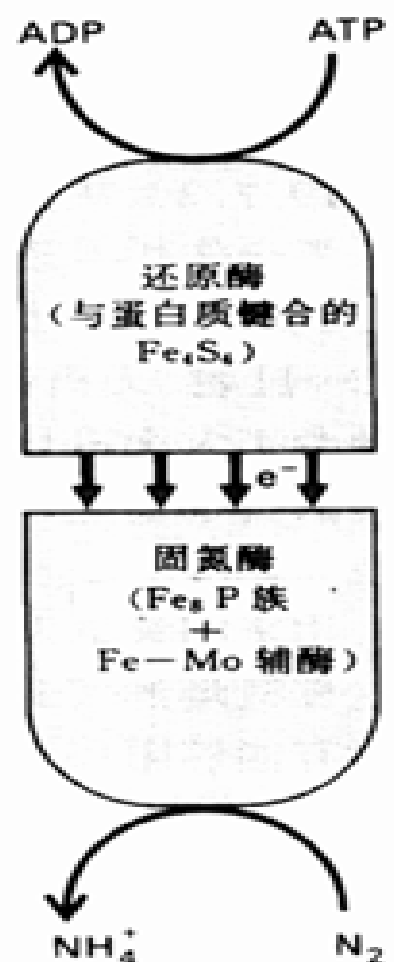 ADP ATP
还原酶
(与蛋白质键合的
Fe₄S₄)
e⁻
固氮酶
(Fe₈ P 族
+
Fe—Mo 辅酶)
NH₄⁺ N₂